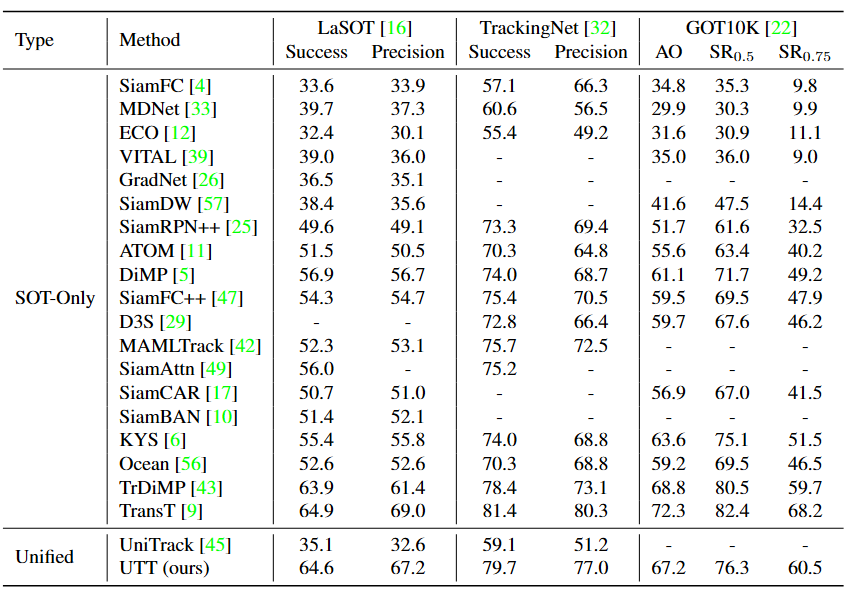 Type Method LaSOT [16] TrackingNet [32] GOT10K [22]
Success Precision Success Precision AO SR0.5 SR0.75
SiamFC [4] 33.6 33.9 57.1 66.3 34.8 35.3 9.8
MDNet [33] 39.7 37.3 60.6 56.5 29.9 30.3 9.9
ECO [12] 32.4 30.1 55.4 49.2 31.6 30.9 11.1
VITAL [39] 39.0 36.0 - - 35.0 36.0 9.0
GradNet [26] 36.5 35.1 - - - - -
SiamDW [57] 38.4 35.6 - - 41.6 47.5 14.4
SiamRPN++ [25] 49.6 49.1 73.3 69.4 51.7 61.6 32.5
ATOM [11] 51.5 50.5 70.3 64.8 55.6 63.4 40.2
DiMP [5] 56.9 56.7 74.0 68.7 61.1 71.7 49.2
SOT-Only SiamFC++ [47] 54.3 54.7 75.4 70.5 59.5 69.5 47.9
D3S [29] - - 72.8 66.4 59.7 67.6 46.2
MAMLTrack [42] 52.3 53.1 75.7 72.5 - - -
SiamAttn [49] 56.0 - 75.2 - - - -
SiamCAR [17] 50.7 51.0 - - 56.9 67.0 41.5
SiamBAN [10] 51.4 52.1 - - - - -
KYS [6] 55.4 55.8 74.0 68.8 63.6 75.1 51.5
Ocean [56] 52.6 52.6 70.3 68.8 59.2 69.5 46.5
TrDiMP [43] 63.9 61.4 78.4 73.1 68.8 80.5 59.7
TransT [9] 64.9 69.0 81.4 80.3 72.3 82.4 68.2
Unified UniTrack [45] 35.1 32.6 59.1 51.2 - - -
UTT (ours) 64.6 67.2 79.7 77.0 67.2 76.3 60.5